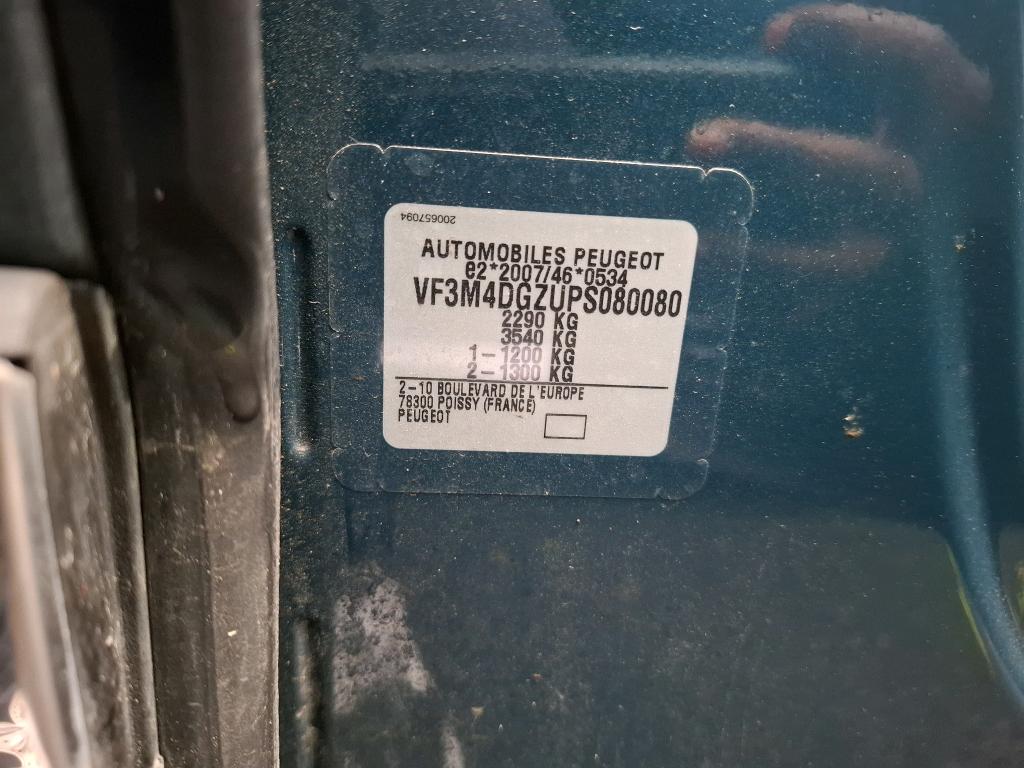 200657094
AUTOMOBILES PEUGEOT
e2*2007/46*0534
VF3M4DGZUPS080080
2290 KG
3540 KG
1-1200 KG
2-1300 KG
2-10 BOULEVARD DE L'EUROPE
78300 POISSY (FRANCE)
PEUGEOT